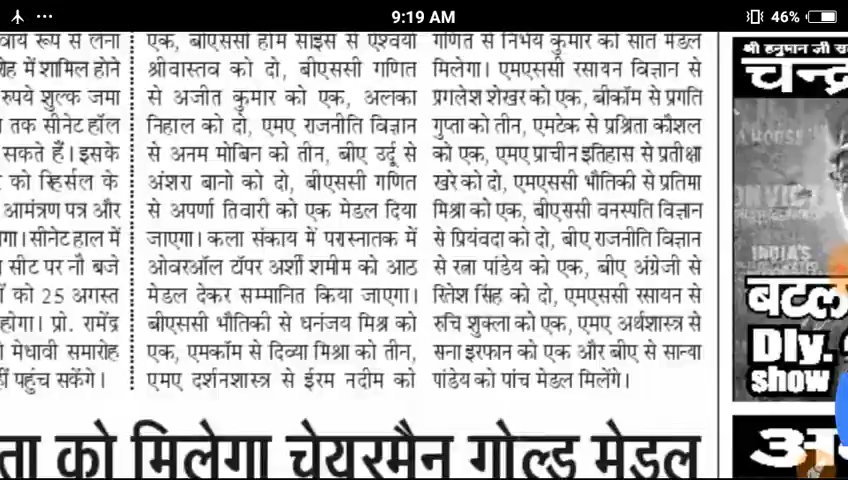 9:19 AM
46%
वार्य रूप से लेना
में शामिल होने
रुपये शुल्क जमा
तक सीनेट हॉल
सकते हैं। इसके
को रिहर्सल के
आमंत्रण पत्र और
सीनेट हाल में
सीट पर नौ बजे
को 25 अगस्त
होगा। प्रो. रामेंद्र
मेधावी समारोह
पहुंच सकेंगे।
एक, बीएससी होम साइंस से ऐश्वर्या
श्रीवास्तव को दो, बीएससी गणित
से अजीत कुमार को एक, अलका
निहाल को दो, एमए राजनीति विज्ञान
से अनम मोबिन को तीन, बीए उर्दू से
अंशरा बानो को दो, बीएससी गणित
से अपर्णा तिवारी को एक मेडल दिया
जाएगा। कला संकाय में परास्नातक में
ओवरऑल टॉपर अर्शी शमीम को आठ
मेडल देकर सम्मानित किया जाएगा।
बीएससी भौतिकी से धनंजय मिश्र को
एक, एमकॉम से दिव्या मिश्रा को तीन,
एमए दर्शनशास्त्र से ईरम नदीम को
गणित से निर्भय कुमार को सात मेडल
मिलेगा। एमएससी रसायन विज्ञान से
प्रगलेश शेखर को एक, बीकॉम से प्रगति
गुप्ता को तीन, एमटेक से प्रश्रिता कौशल
को एक, एमए प्राचीन इतिहास से प्रतीक्षा
खरे को दो, एमएससी भौतिकी से प्रतिमा
मिश्रा को एक, बीएससी वनस्पति विज्ञान
से प्रियंवदा को दो, बीए राजनीति विज्ञान
से रत्ना पांडेय को एक, बीए अंग्रेजी से
रितेश सिंह को दो, एमएससी रसायन से
रुचि शुक्ला को एक, एमए अर्थशास्त्र से
सना इरफान को एक और बीए से सान्या
पांडेय को पांच मेडल मिलेंगे।
को मिलेगा चेयरमैन गोल्ड मेडल
श्री हनुमान जी
चन्द्र
INDIA'S
बटला
Dly.
show